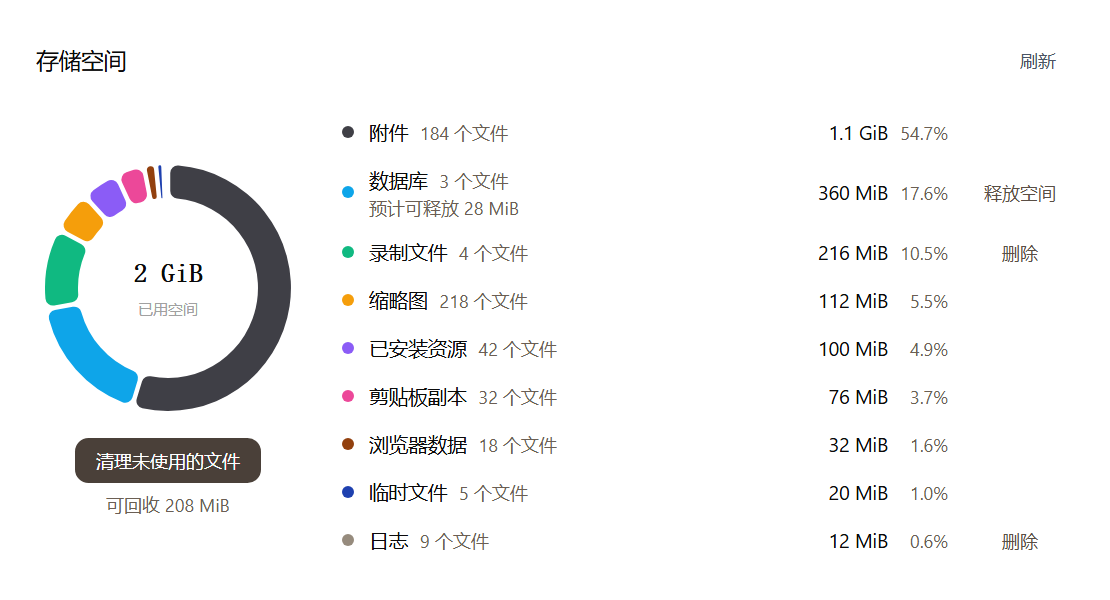 存储空间
刷新
2 GiB
已用空间
清理未使用的文件
可回收 208 MiB
附件 184 个文件 1.1 GiB 54.7%
数据库 3 个文件 360 MiB 17.6% 释放空间
预计可释放 28 MiB
录制文件 4 个文件 216 MiB 10.5% 删除
缩略图 218 个文件 112 MiB 5.5%
已安装资源 42 个文件 100 MiB 4.9%
剪贴板副本 32 个文件 76 MiB 3.7%
浏览器数据 18 个文件 32 MiB 1.6%
临时文件 5 个文件 20 MiB 1.0%
日志 9 个文件 12 MiB 0.6% 删除